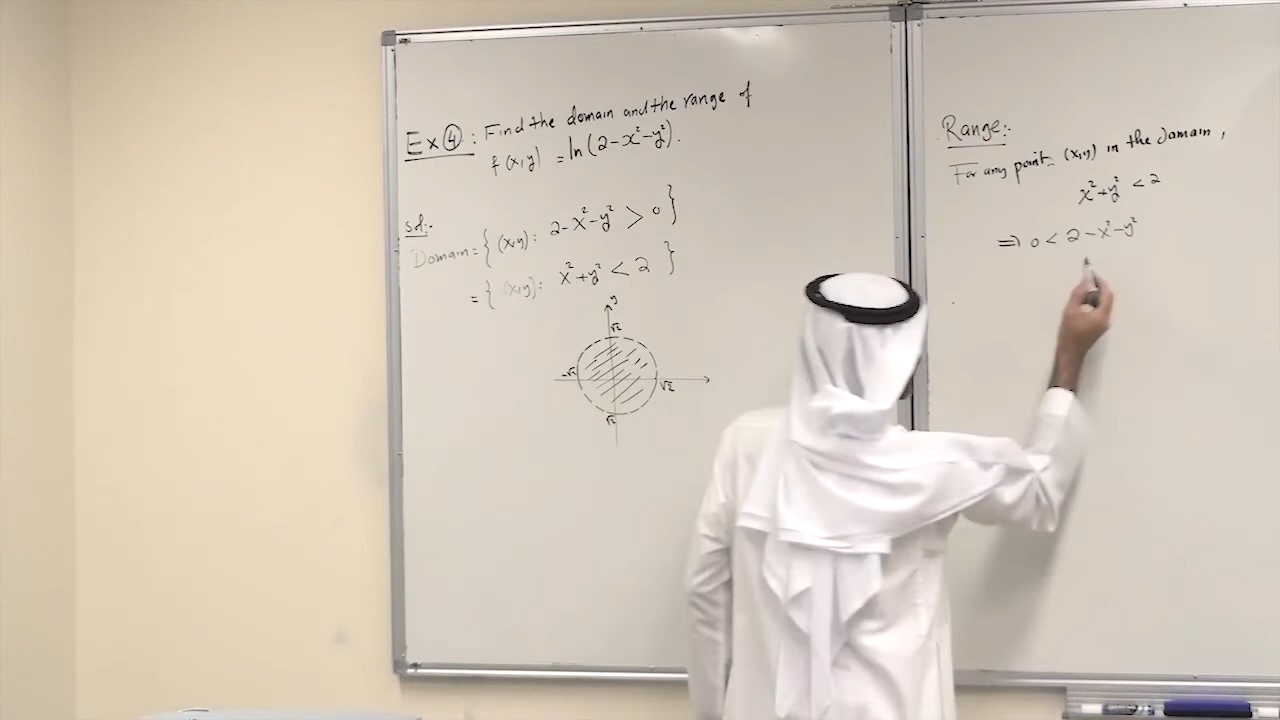 Ex ④ : Find the domain and the range of
f(x,y) = ln(2-x²-y²).
sol:-
Domain = { (x,y): 2-x²-y² > 0 }
= { (x,y): x²+y² < 2 }
y
√2
-√2
√2
√2
Range:-
For any point (x,y) in the domain,
x²+y² < 2
⇒ 0 < 2-x²-y²